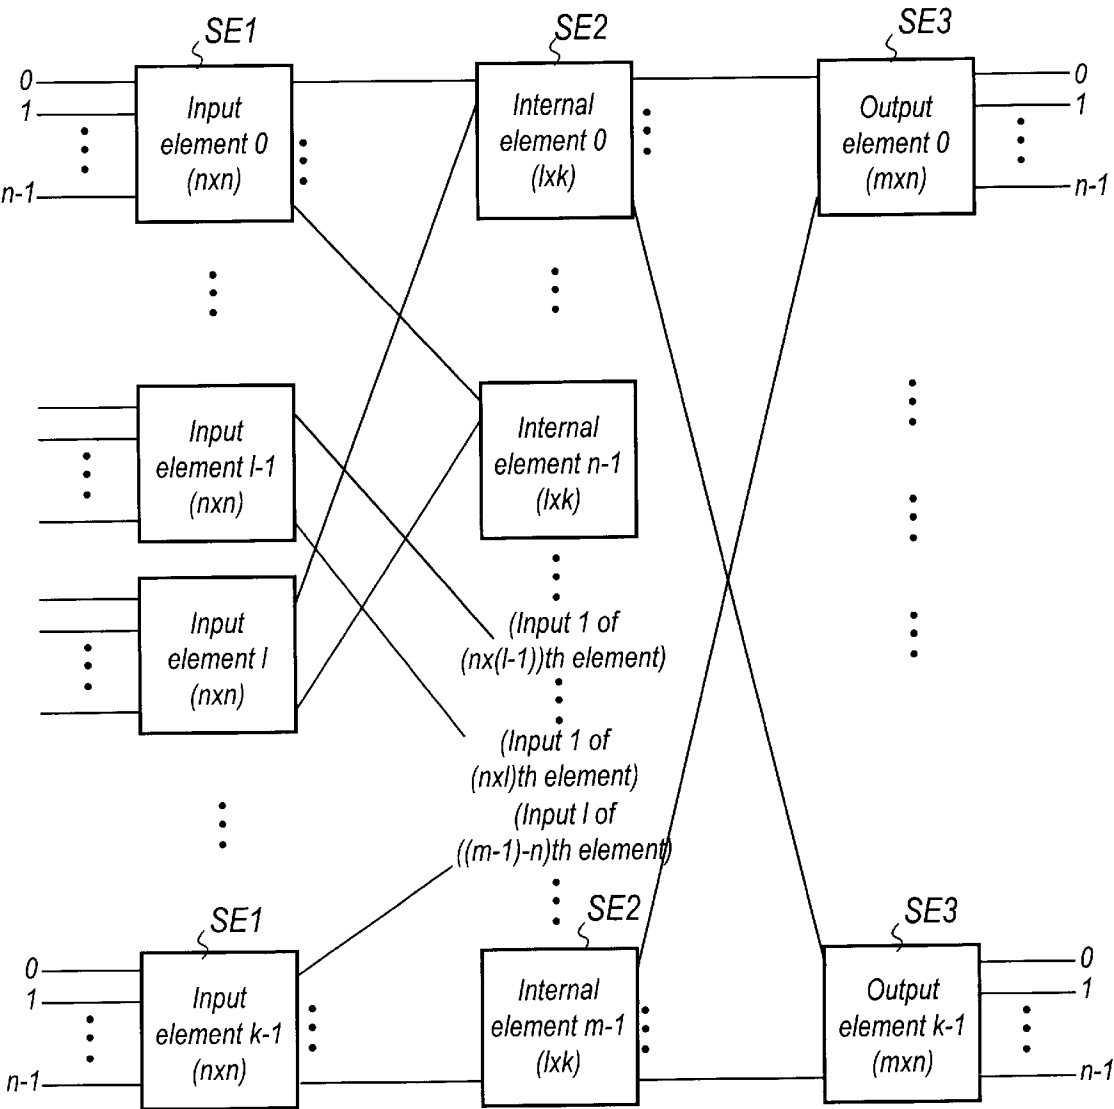 SE1
SE2
SE3
0
1
n-1
Input
element 0
(nxn)
Internal
element 0
(lxk)
Output
element 0
(mxn)
0
1
n-1
Input
element l-1
(nxn)
Internal
element n-1
(lxk)
Input
element l
(nxn)
(Input 1 of
(nx(l-1))th element)
(Input 1 of
(nxl)th element)
(Input l of
((m-1)-n)th element)
SE1
SE2
SE3
0
1
n-1
Input
element k-1
(nxn)
Internal
element m-1
(lxk)
Output
element k-1
(mxn)
0
1
n-1